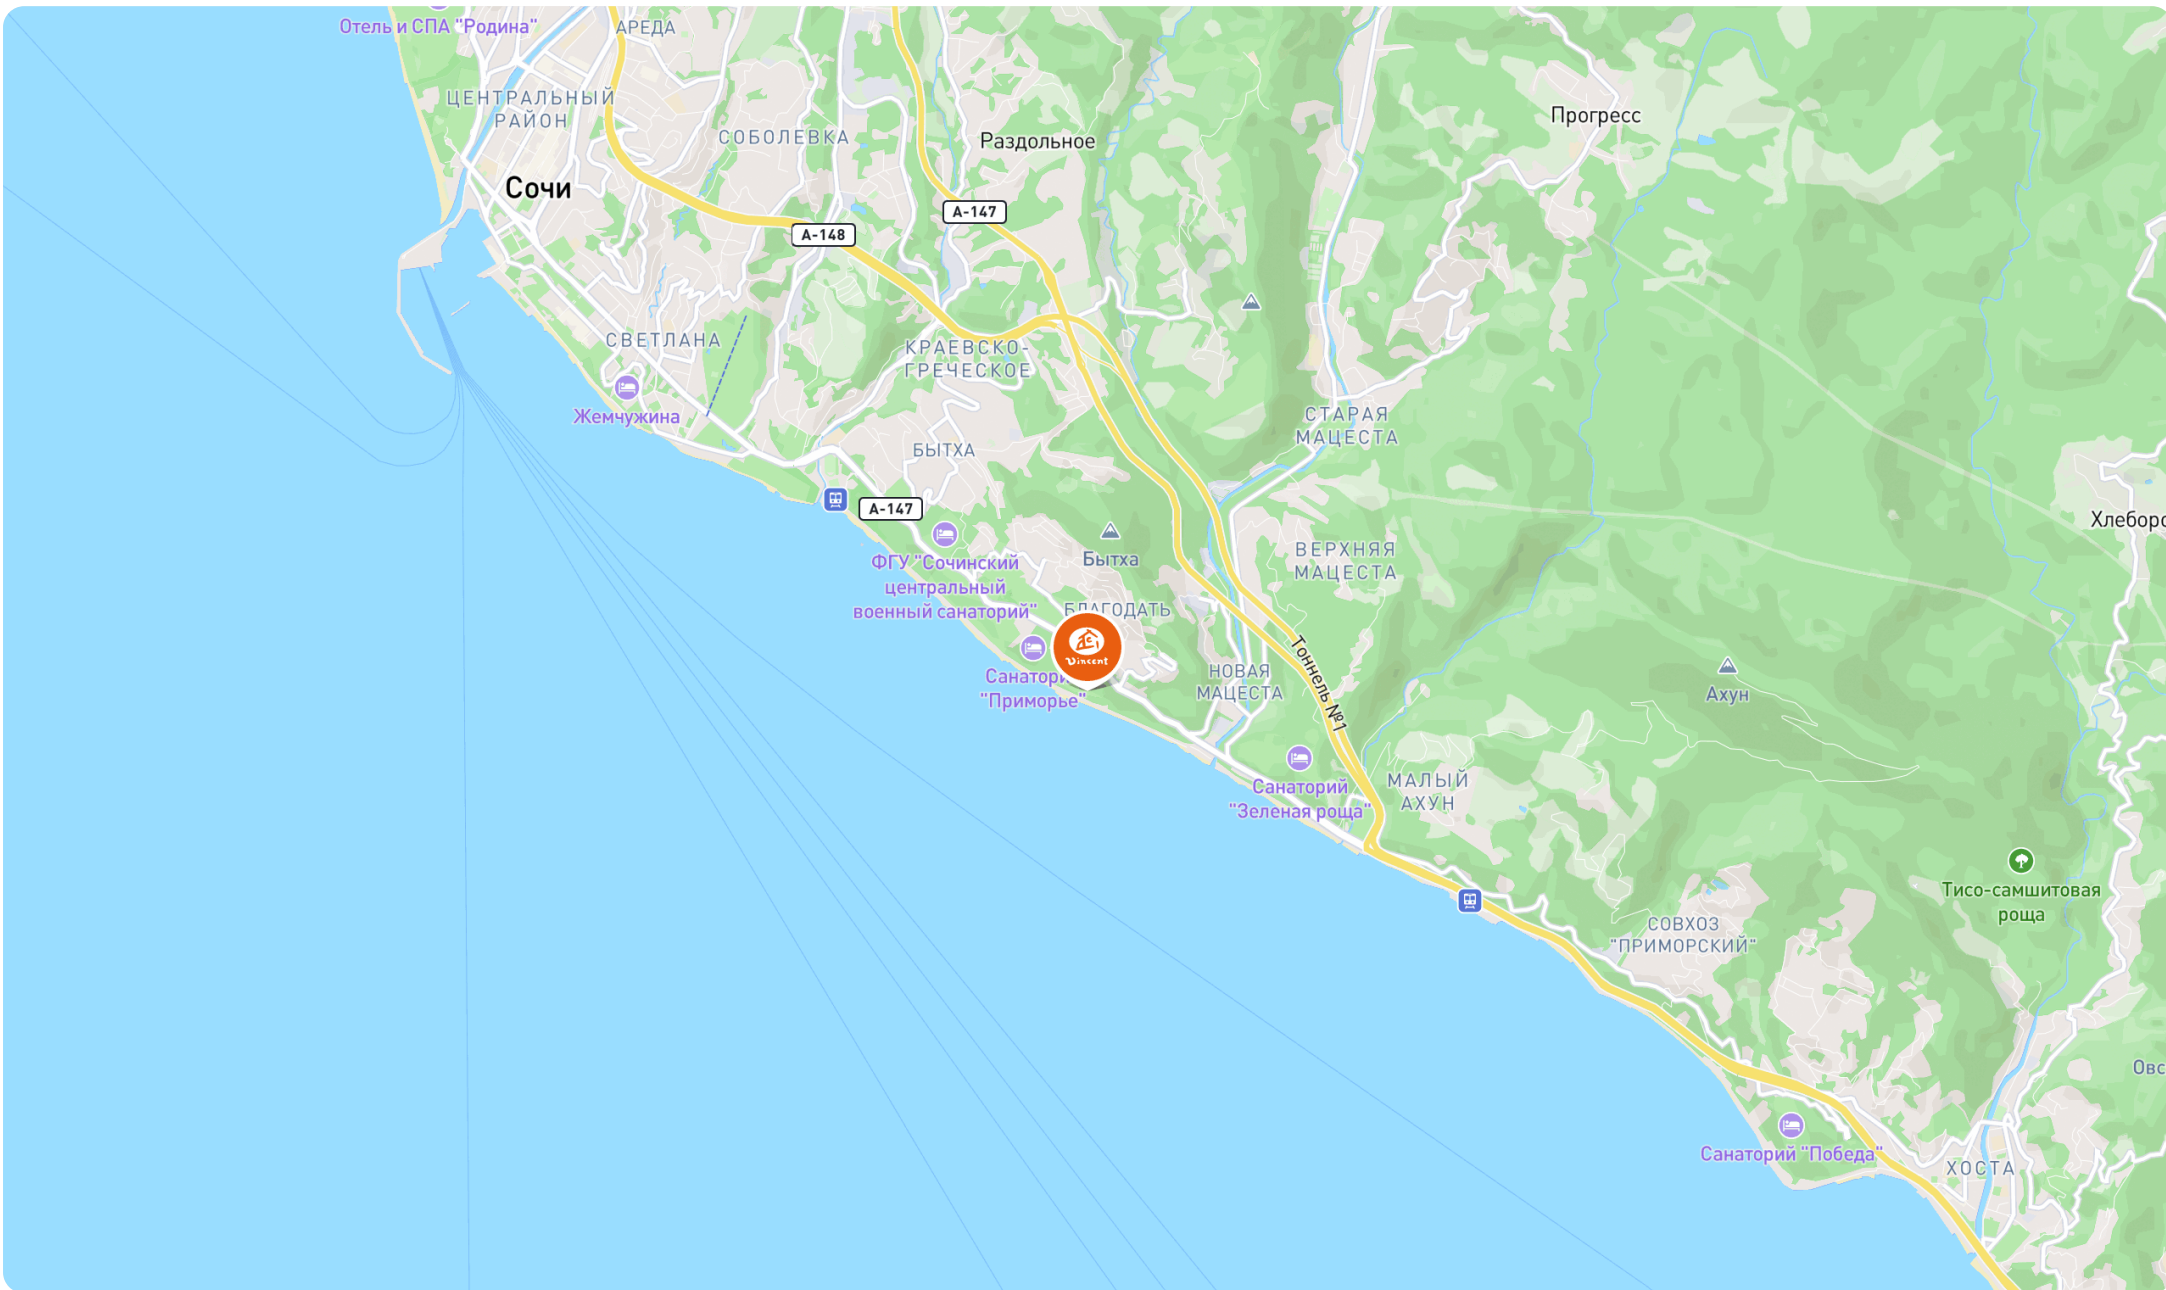 Отель и СПА "Родина"
АРЕДА
ЦЕНТРАЛЬНЫЙ
РАЙОН
СОБОЛЕВКА
Раздольное
Прогресс
Сочи
А-147
А-148
СВЕТЛАНА
КРАЕВСКО-
ГРЕЧЕСКОЕ
Жемчужина
СТАРАЯ
МАЦЕСТА
БЫТХА
А-147
Хлеборо
ФГУ "Сочинский
центральный
военный санаторий"
Бытха
ВЕРХНЯЯ
МАЦЕСТА
БЛАГОДАТЬ
Vincent
Санатори
"Приморье"
НОВАЯ
МАЦЕСТА
Тоннель №1
Ахун
Санаторий
"Зеленая роща"
МАЛЫЙ
АХУН
Тисо-самшитовая
роща
СОВХОЗ
"ПРИМОРСКИЙ"
Овс
Санаторий "Победа"
ХОСТА